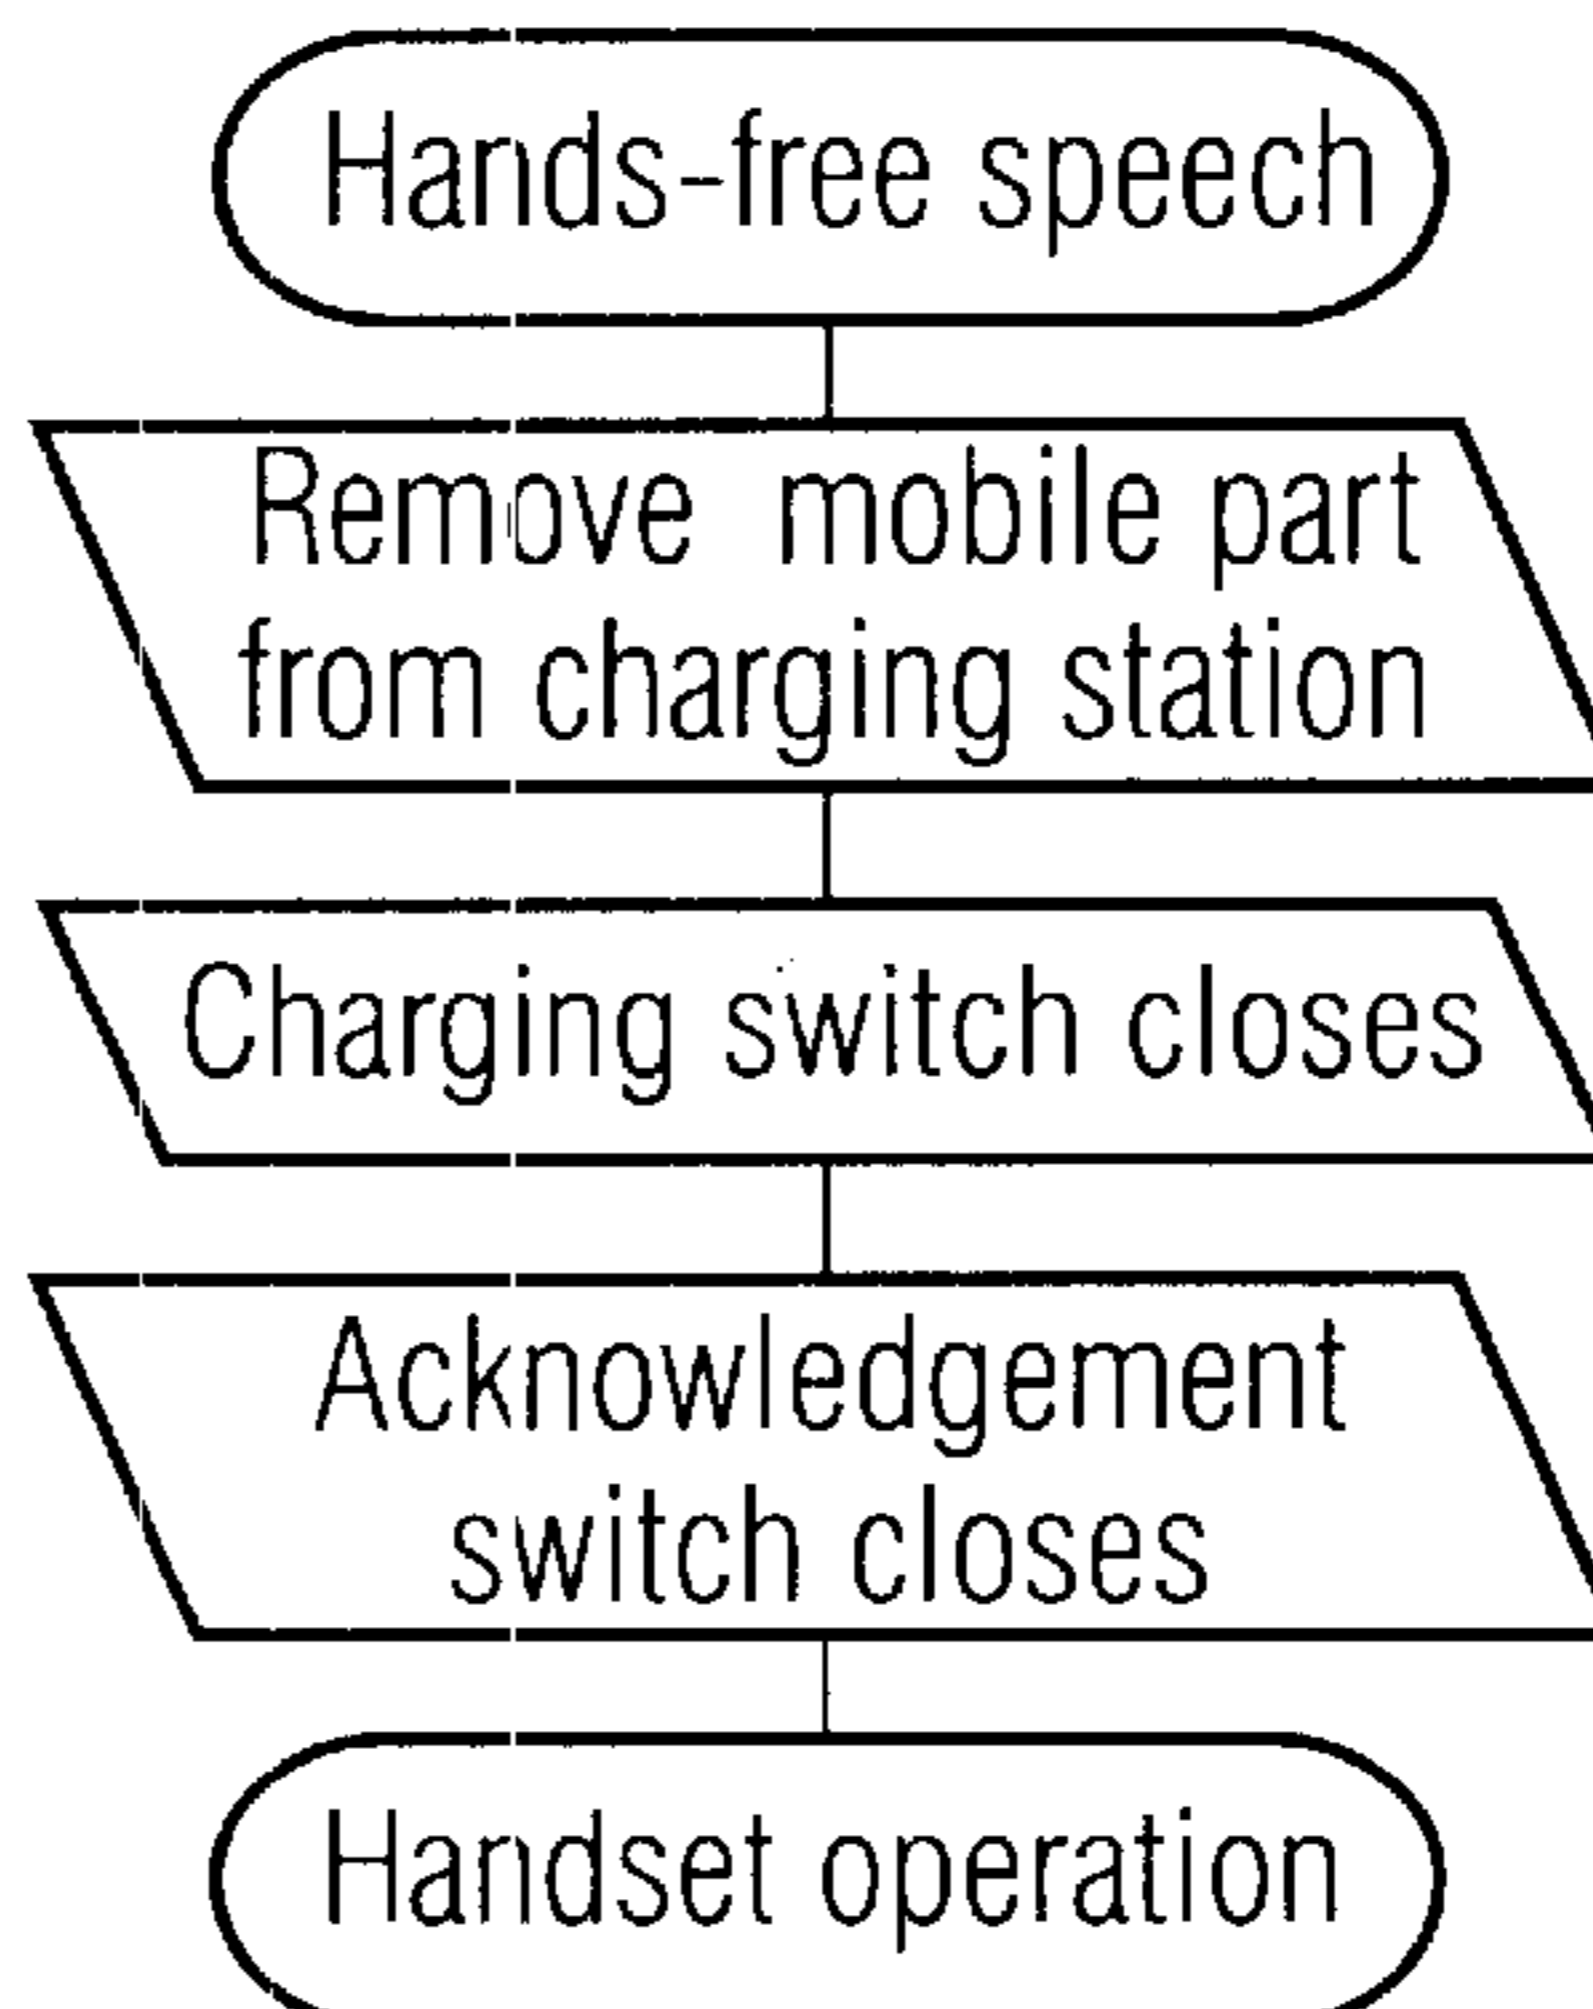 Hands-free speech
Remove mobile part
from charging station
Charging switch closes
Acknowledgement
switch closes
Handset operation